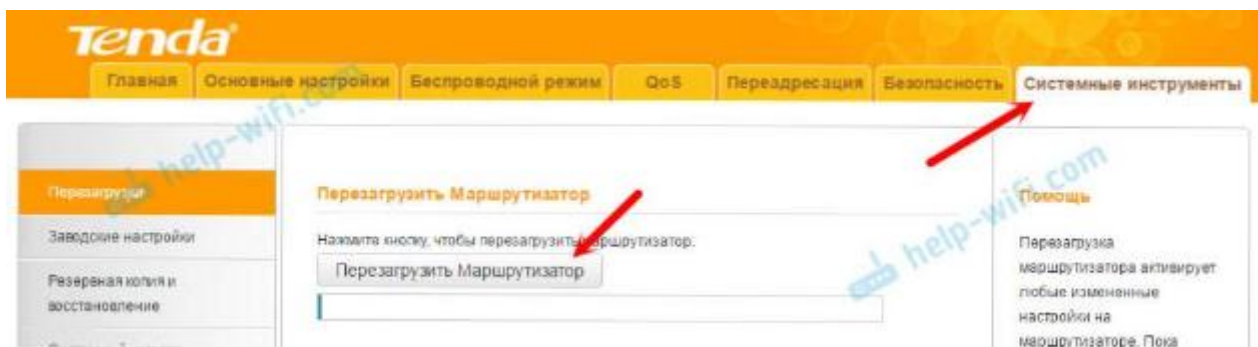 Tenda
Главная Основные настройки Беспроводной режим QoS Переадресация Безопасность Системные инструменты
help-wifi.com
Перезагрузка
Заводские настройки
Резервная копия и
восстановление
Перезагрузить Маршрутизатор
Нажмите кнопку, чтобы перезагрузить маршрутизатор.
Перезагрузить Маршрутизатор
help-wifi.com
Помощь
Перезагрузка
маршрутизатора активирует
любые измененные
настройки на
маршрутизаторе. Пока